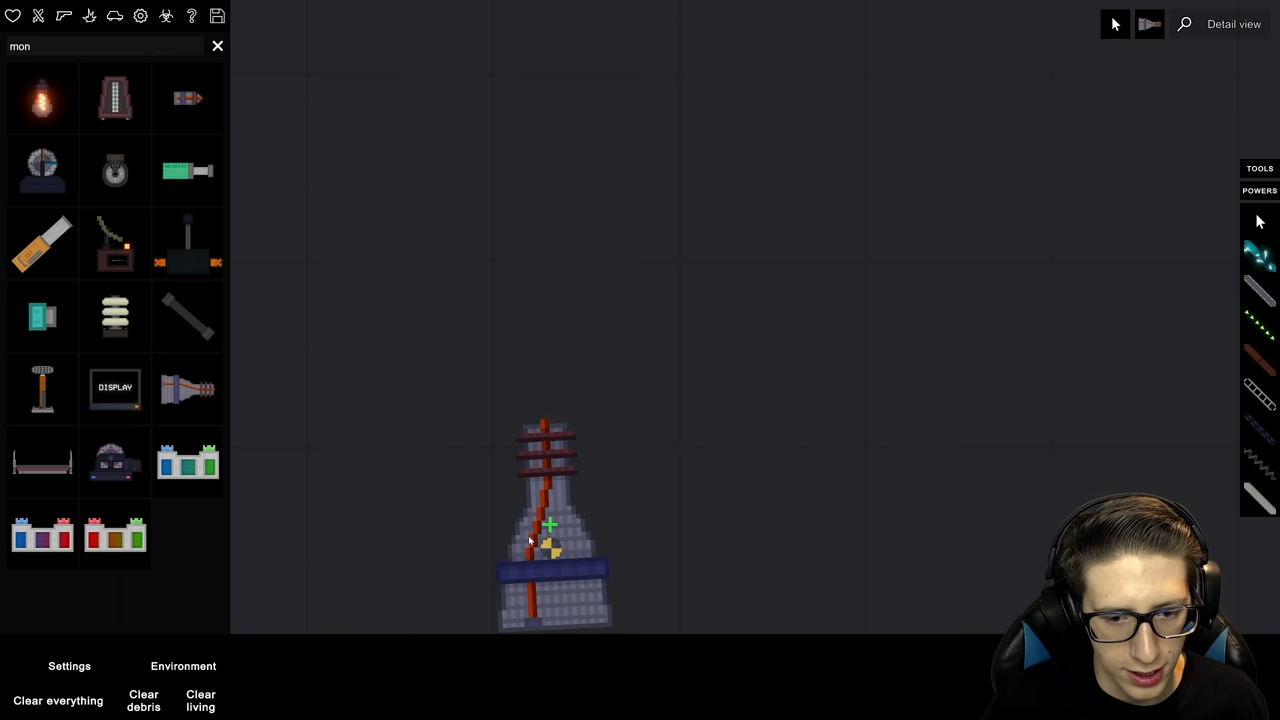 mon
Detail view
TOOLS
POWERS
DISPLAY
Settings
Environment
Clear everything
Clear
debris
Clear
living